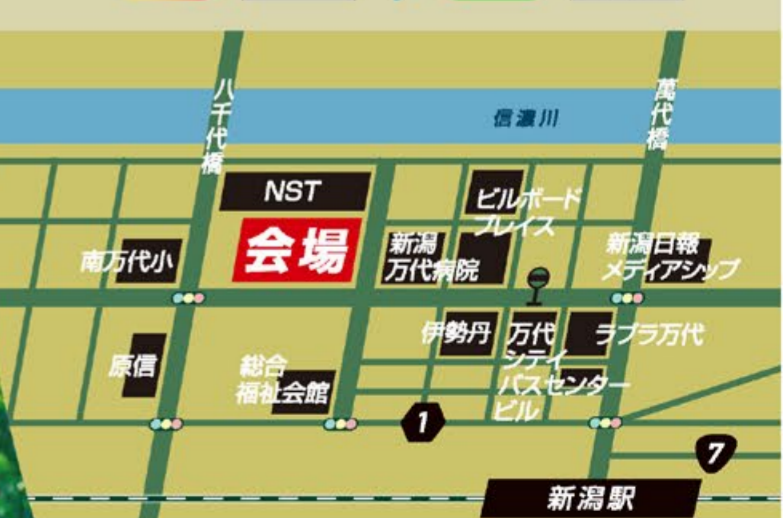 八千代橋
信濃川
萬代橋
NST
会場
ビルボード
プレイス
新潟
万代病院
新潟日報
メディアシップ
南万代小
伊勢丹
万代
シテイ
バスセンター
ビル
ラブラ万代
原信
総合
福祉会館
1
7
新潟駅